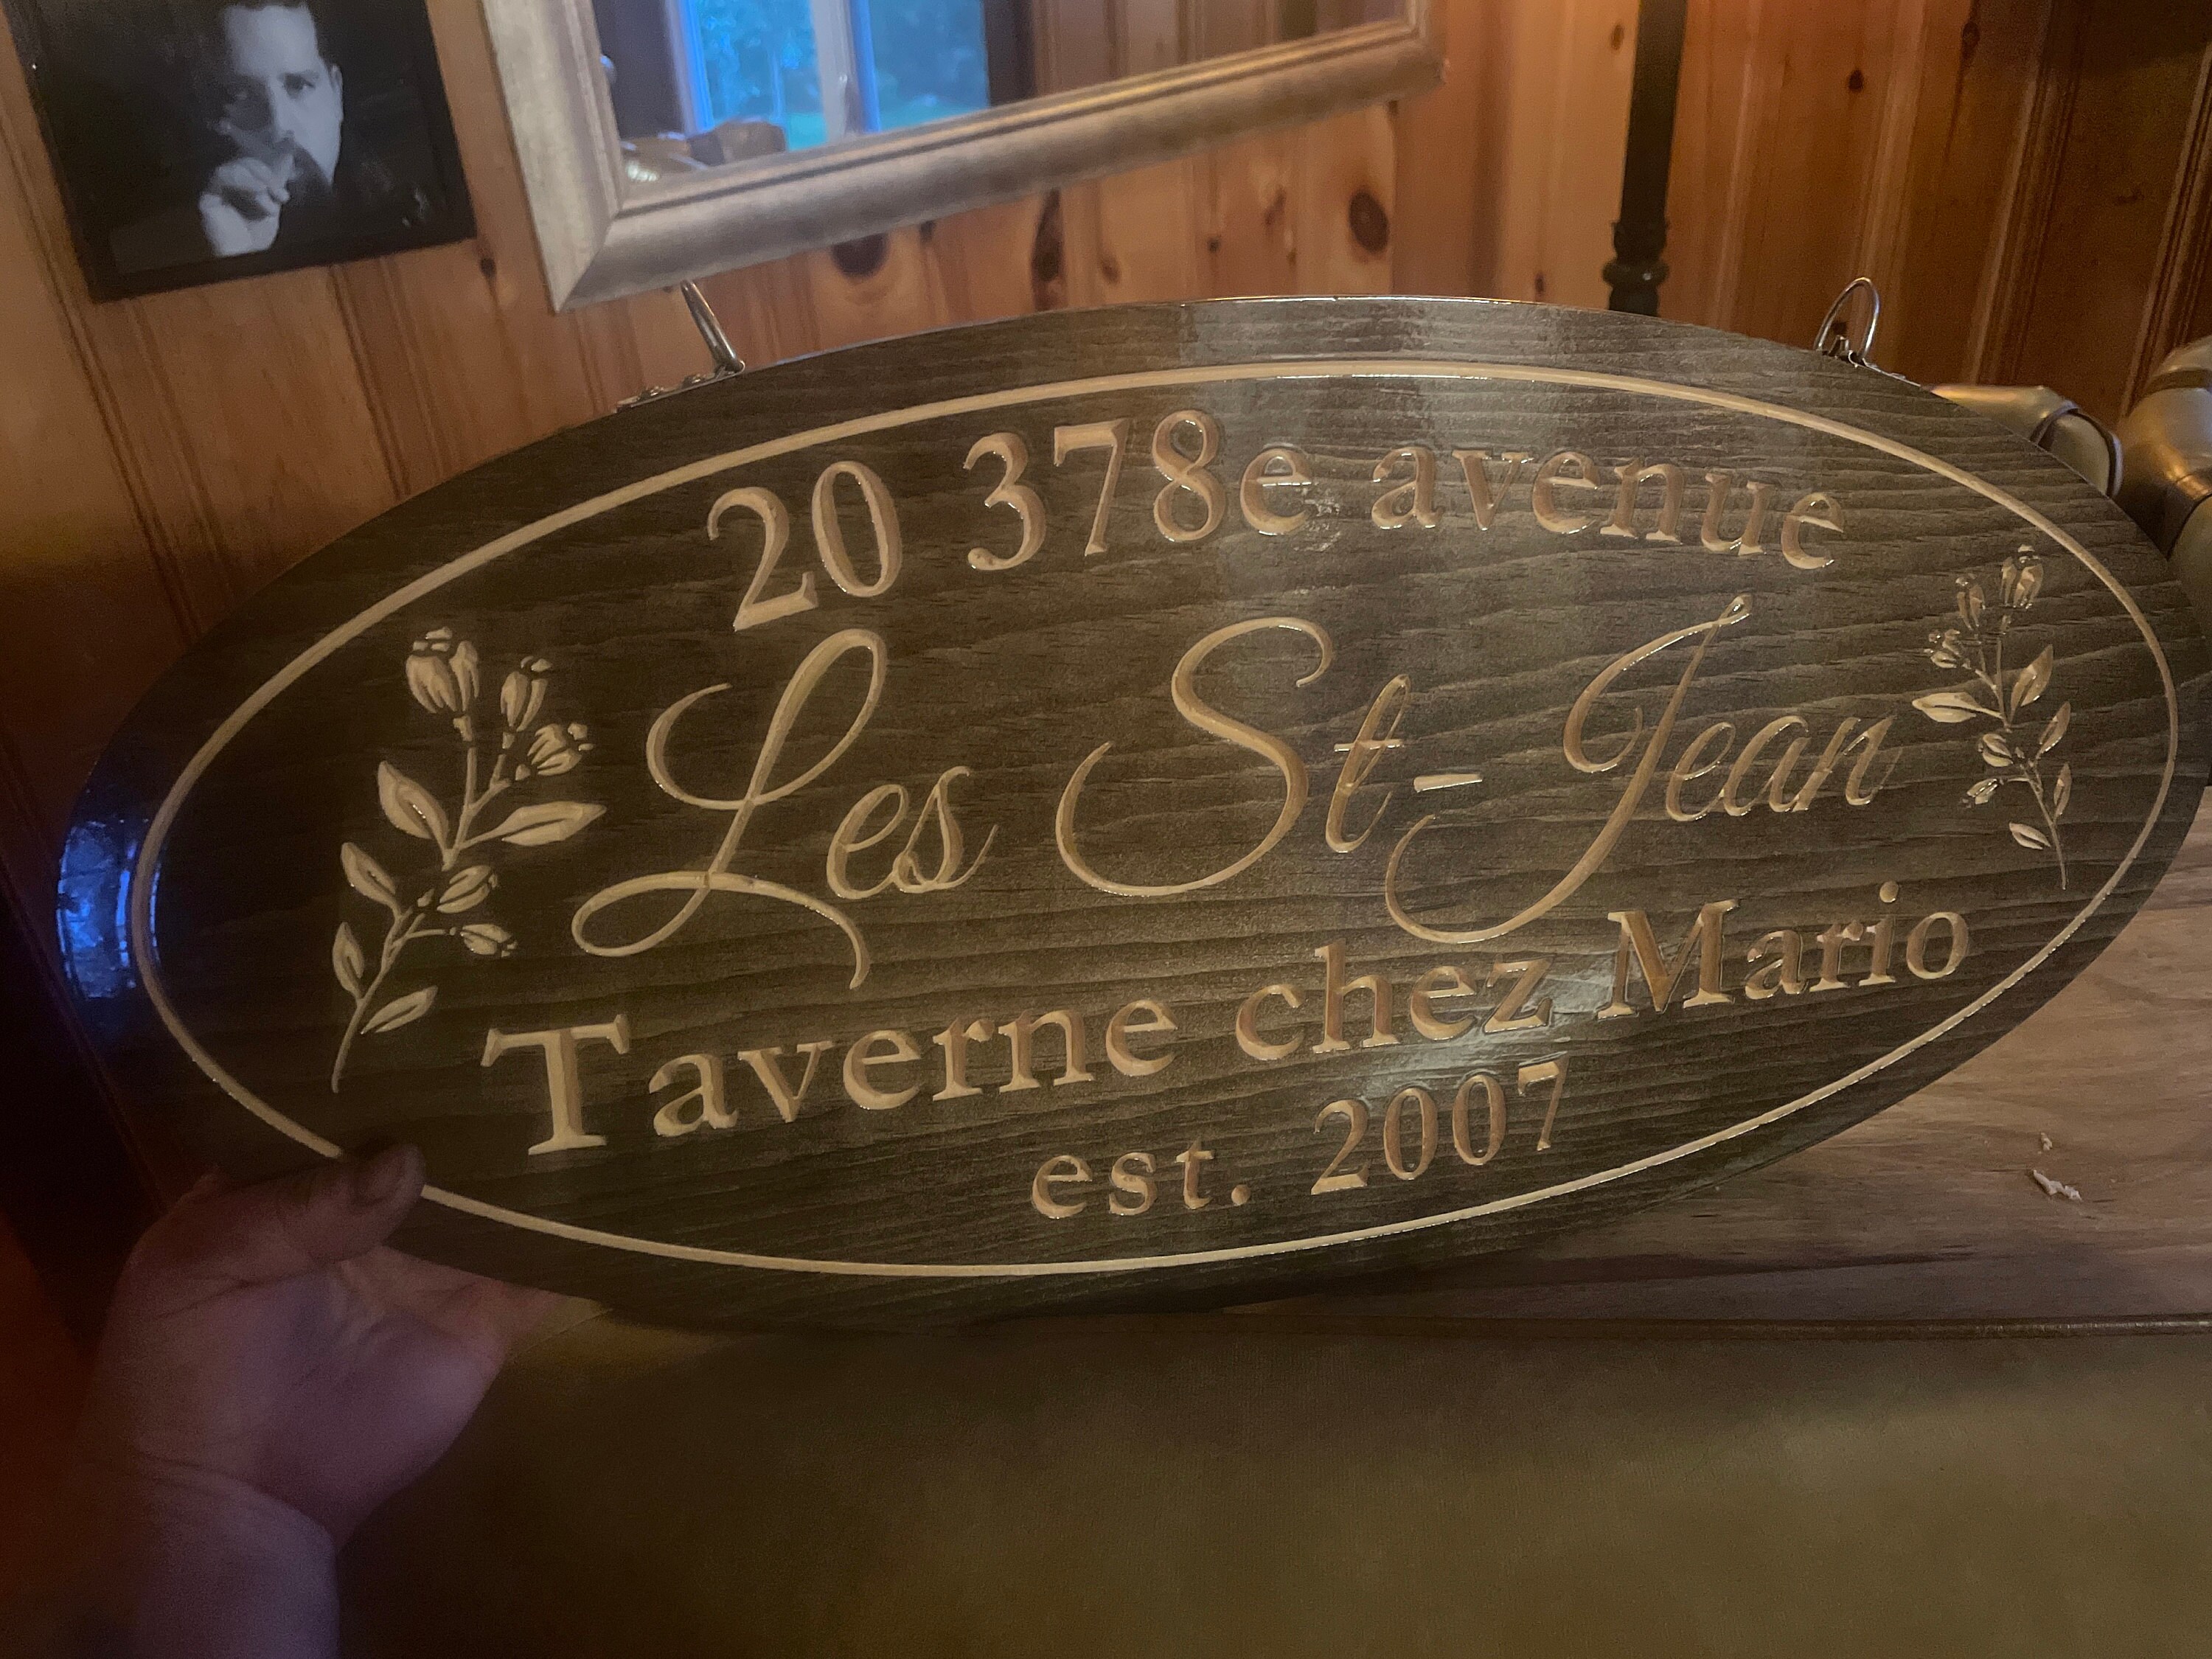 20 378e avenue
Les St-Jean
Taverne chez Mario
est. 2007